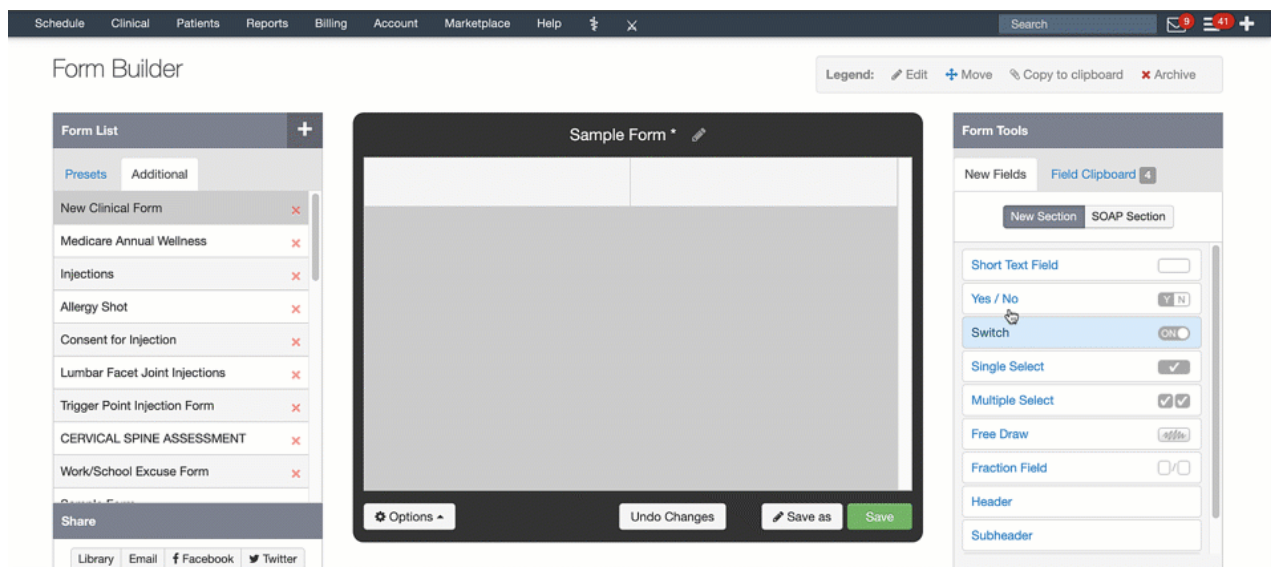 Schedule Clinical Patients Reports Billing Account Marketplace Help Search 9 41
Form Builder
Legend: Edit Move Copy to clipboard Archive
Form List
Presets Additional
New Clinical Form
Medicare Annual Wellness
Injections
Allergy Shot
Consent for Injection
Lumbar Facet Joint Injections
Trigger Point Injection Form
CERVICAL SPINE ASSESSMENT
Work/School Excuse Form
Sample Form
Share
Library Email Facebook Twitter
Sample Form *
Options Undo Changes Save as Save
Form Tools
New Fields Field Clipboard 4
New Section SOAP Section
Short Text Field
Yes / No Y N
Switch ON
Single Select
Multiple Select
Free Draw
Fraction Field
Header
Subheader